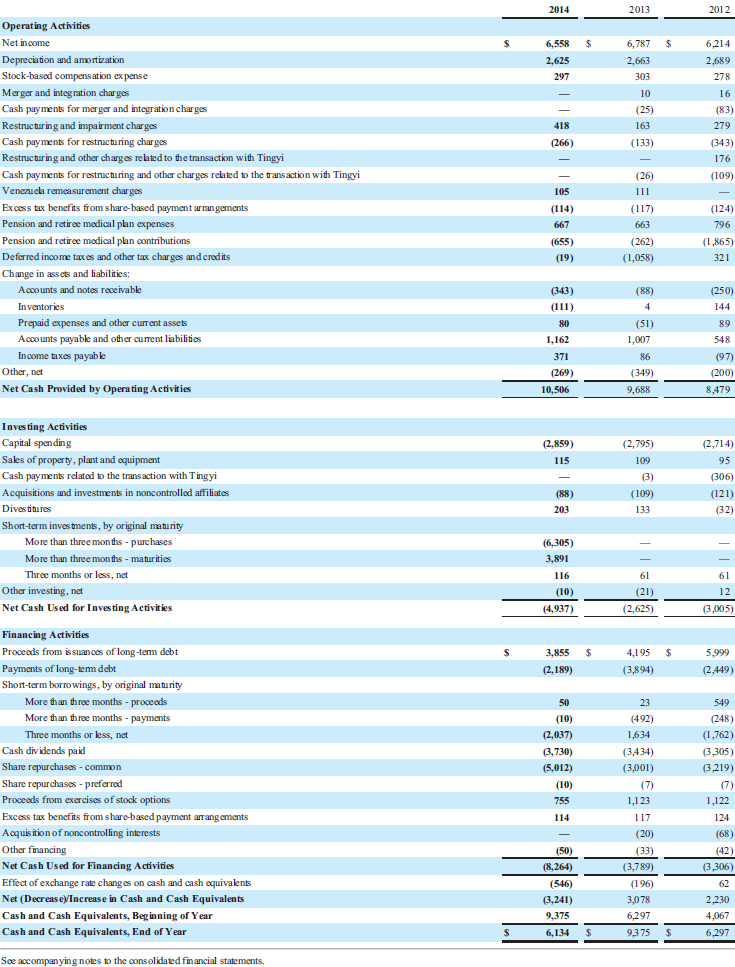 2014 2013 2012
Operating Activities
Net income $ 6,558 $ 6,787 $ 6,214
Depreciation and amortization 2,625 2,663 2,689
Stock-based compensation expense 297 303 278
Merger and integration charges — 10 16
Cash payments for merger and integration charges — (25) (83)
Restructuring and impairment charges 418 163 279
Cash payments for restructuring charges (266) (133) (343)
Restructuring and other charges related to the transaction with Tingyi — — 176
Cash payments for restructuring and other charges related to the transaction with Tingyi — (26) (109)
Venezuela remeasurement charges 105 111 —
Excess tax benefits from share-based payment arrangements (114) (117) (124)
Pension and retiree medical plan expenses 667 663 796
Pension and retiree medical plan contributions (655) (262) (1,865)
Deferred income taxes and other tax charges and credits (19) (1,058) 321
Change in assets and liabilities:
Accounts and notes receivable (343) (88) (250)
Inventories (111) 4 144
Prepaid expenses and other current assets 80 (51) 89
Accounts payable and other current liabilities 1,162 1,007 548
Income taxes payable 371 86 (97)
Other, net (269) (349) (200)
Net Cash Provided by Operating Activities 10,506 9,688 8,479
Investing Activities
Capital spending (2,859) (2,795) (2,714)
Sales of property, plant and equipment 115 109 95
Cash payments related to the transaction with Tingyi — (3) (306)
Acquisitions and investments in noncontrolled affiliates (88) (109) (121)
Divestitures 203 133 (32)
Short-term investments, by original maturity
More than three months - purchases (6,305) — —
More than three months - maturities 3,891 — —
Three months or less, net 116 61 61
Other investing, net (10) (21) 12
Net Cash Used for Investing Activities (4,937) (2,625) (3,005)
Financing Activities
Proceeds from issuances of long-term debt $ 3,855 $ 4,195 $ 5,999
Payments of long-term debt (2,189) (3,894) (2,449)
Short-term borrowings, by original maturity
More than three months - proceeds 50 23 549
More than three months - payments (10) (492) (248)
Three months or less, net (2,037) 1,634 (1,762)
Cash dividends paid (3,730) (3,434) (3,305)
Share repurchases - common (5,012) (3,001) (3,219)
Share repurchases - preferred (10) (7) (7)
Proceeds from exercises of stock options 755 1,123 1,122
Excess tax benefits from share-based payment arrangements 114 117 124
Acquisition of noncontrolling interests — (20) (68)
Other financing (50) (33) (42)
Net Cash Used for Financing Activities (8,264) (3,789) (3,306)
Effect of exchange rate changes on cash and cash equivalents (546) (196) 62
Net (Decrease)/Increase in Cash and Cash Equivalents (3,241) 3,078 2,230
Cash and Cash Equivalents, Beginning of Year 9,375 6,297 4,067
Cash and Cash Equivalents, End of Year $ 6,134 $ 9,375 $ 6,297
See accompanying notes to the consolidated financial statements.